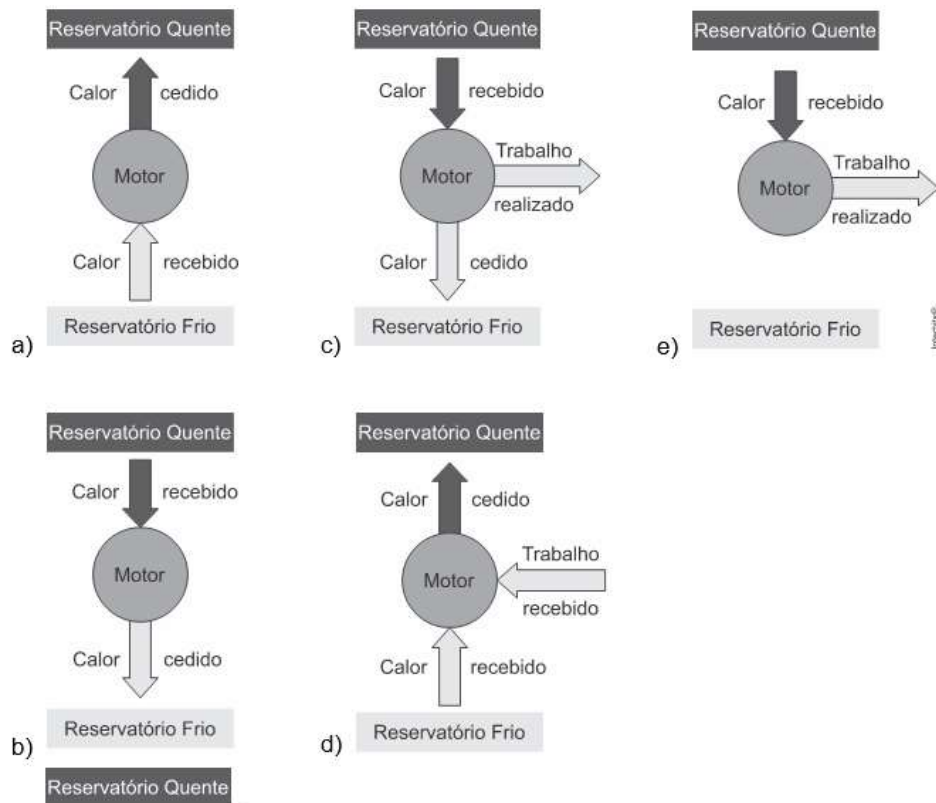 Reservatório Quente
Calor cedido
Motor
Calor recebido
Reservatório Frio
a)
Reservatório Quente
Calor recebido
Trabalho
Motor
realizado
Calor cedido
Reservatório Frio
c)
Reservatório Quente
Calor recebido
Trabalho
Motor
realizado
Reservatório Frio
e)
Reservatório Quente
Calor recebido
Motor
Calor cedido
Reservatório Frio
b)
Reservatório Quente
Calor cedido
Trabalho
Motor
recebido
Calor recebido
Reservatório Frio
d)
Reservatório Quente